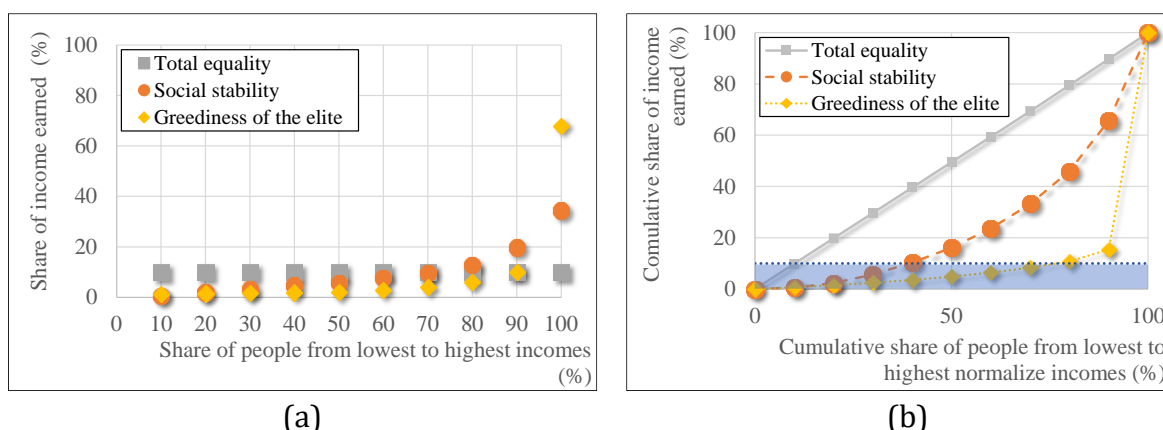 Share of income earned (%)
100
80
60
40
20
0
Total equality
Social stability
Greediness of the elite
0 10 20 30 40 50 60 70 80 90 100
Share of people from lowest to highest incomes
(%)
(a)
Comulative share of income
earned (%)
100
80
60
40
20
0
Total equality
Social stability
Greediness of the elite
0 50 100
Cumulative share of people from lowest to
highest normalize incomes (%)
(b)